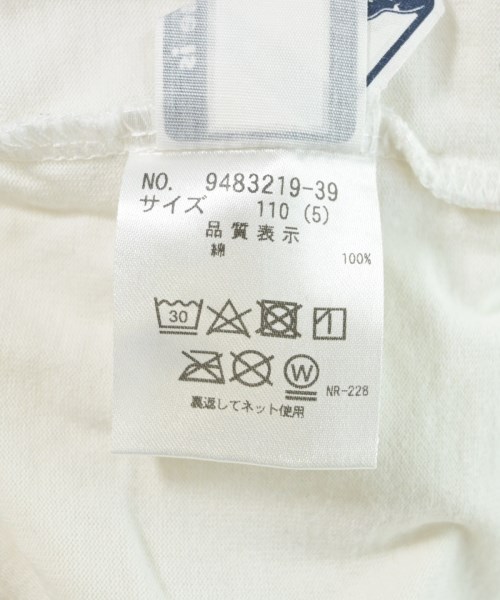 NO. 9483219-39
サイズ 110 (5)
品質表示
綿 100%
30
W
NR-228
裏返してネット使用